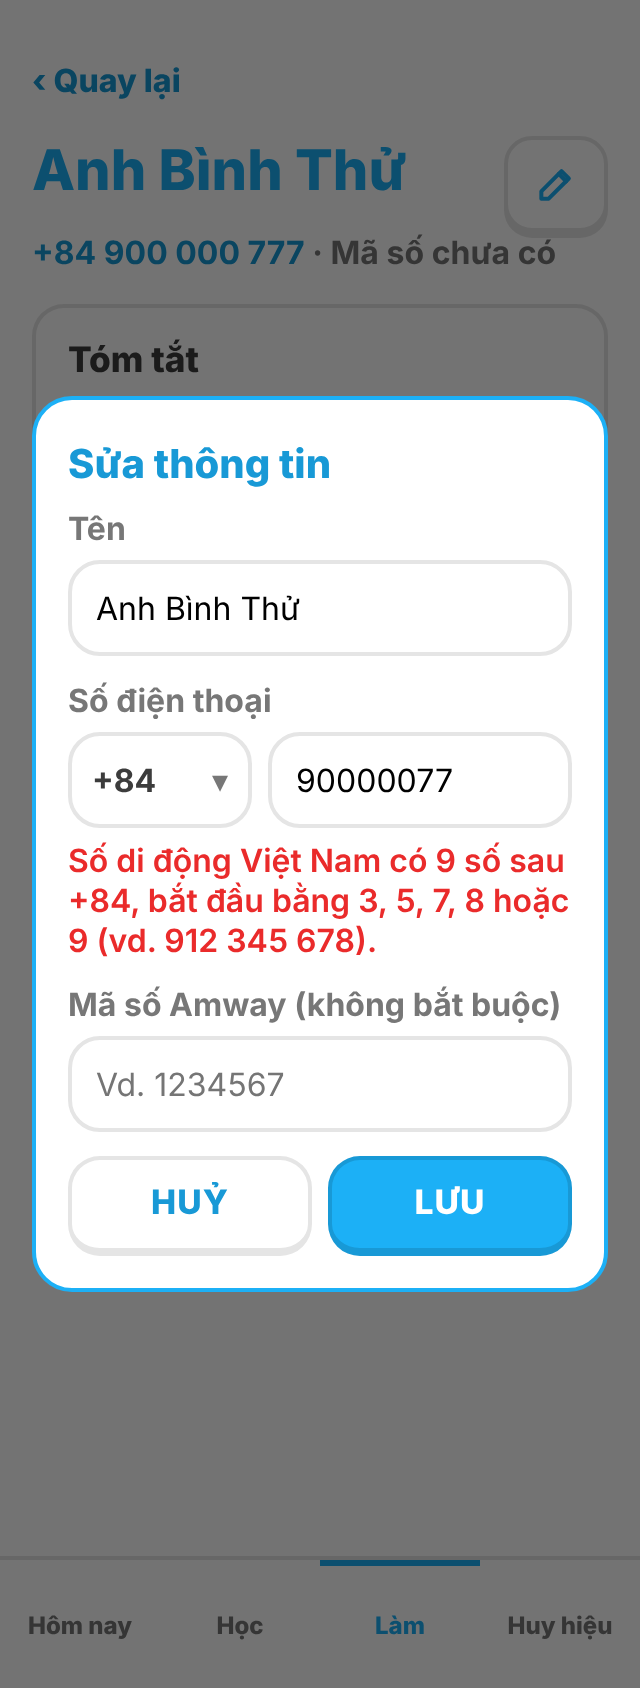 ‹ Quay lại
Anh Bình Thử
+84 900 000 777 · Mã số chưa có
Tóm tắt
Sửa thông tin
Tên
Anh Bình Thử
Số điện thoại
+84 ▾ 90000077
Số di động Việt Nam có 9 số sau
+84, bắt đầu bằng 3, 5, 7, 8 hoặc
9 (vd. 912 345 678).
Mã số Amway (không bắt buộc)
Vd. 1234567
HUỶ LƯU
Hôm nay Học Làm Huy hiệu